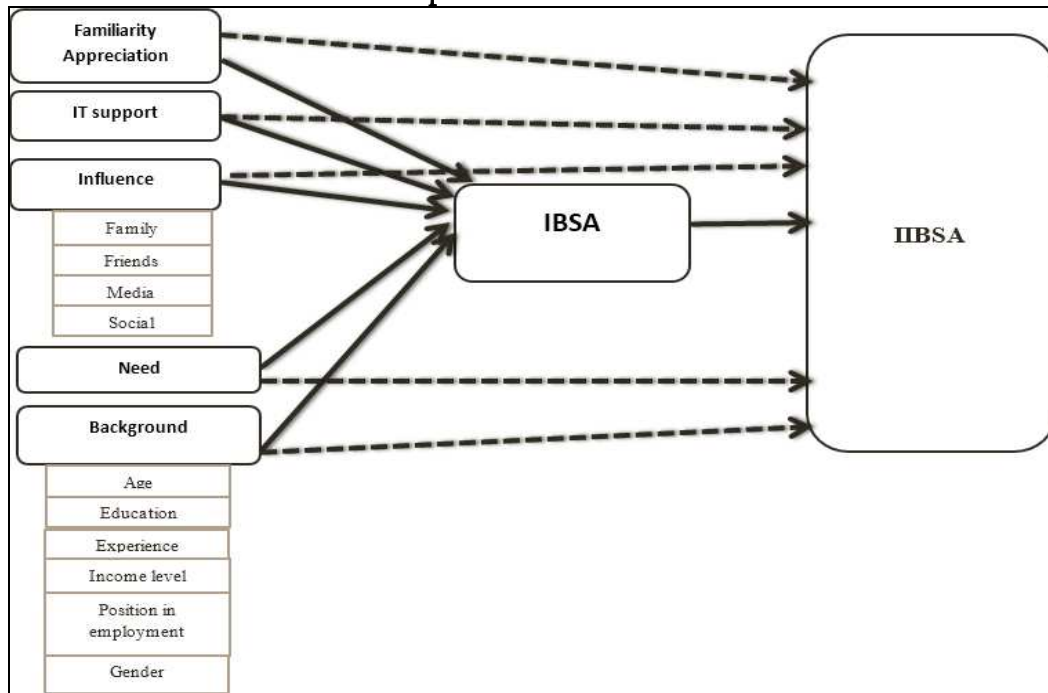 Familiarity
Appreciation
IT support
Influence
Family
Friends
Media
Social
Need
Background
Age
Education
Experience
Income level
Position in
employment
Gender
IBSA
IIBSA